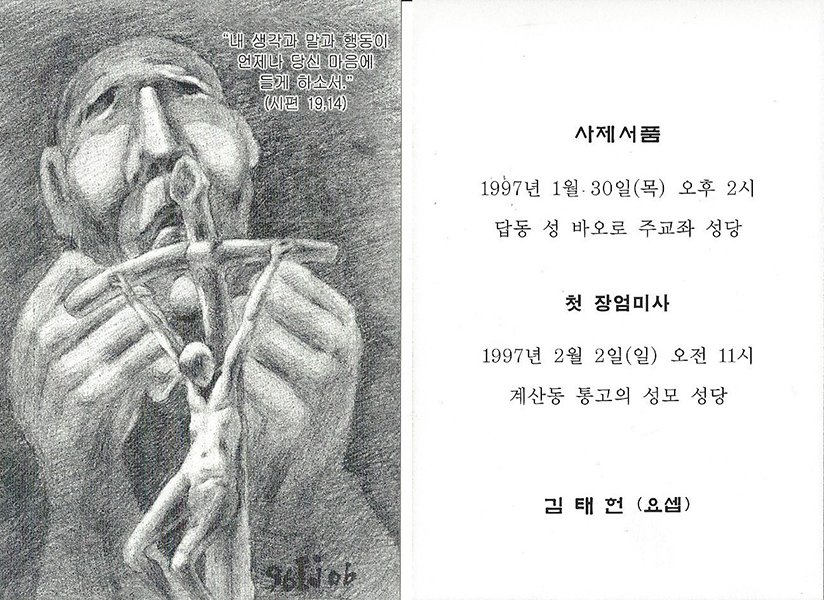 “내 생각과 말과 행동이
언제나 당신 마음에
들게 하소서.”
(시편 19,14)
사제서품
1997년 1월 30일(목) 오후 2시
답동 성 바오로 주교좌 성당
첫 장엄미사
1997년 2월 2일(일) 오전 11시
계산동 통고의 성모 성당
김태헌 (요셉)